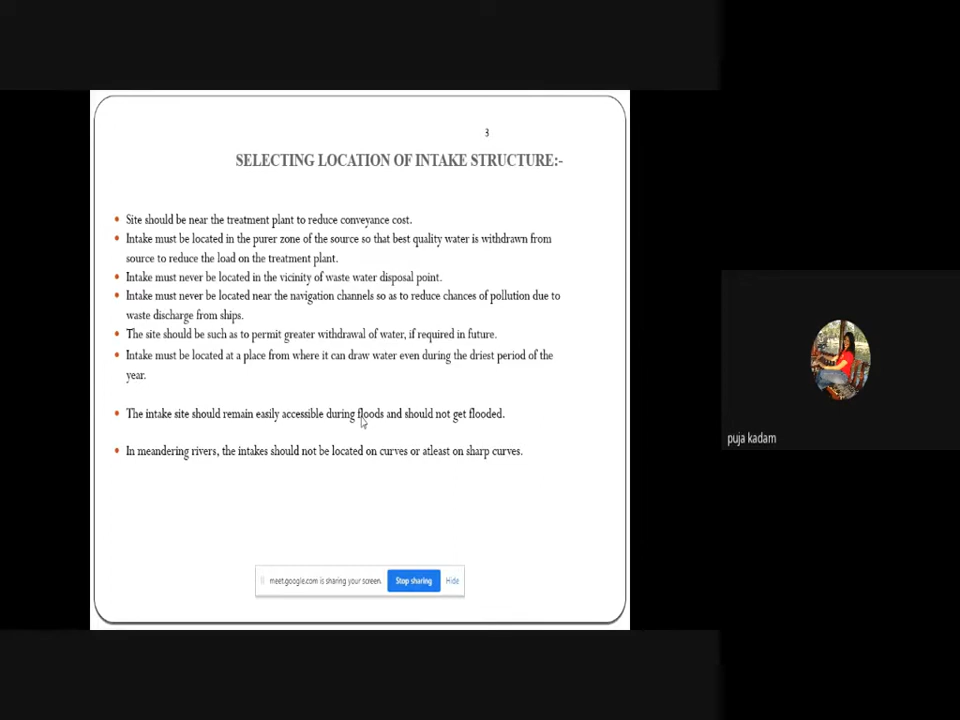 3
SELECTING LOCATION OF INTAKE STRUCTURE:-
• Site should be near the treatment plant to reduce conveyance cost.
• Intake must be located in the purer zone of the source so that best quality water is withdrawn from
source to reduce the load on the treatment plant.
• Intake must never be located in the vicinity of waste water disposal point.
• Intake must never be located near the navigation channels so as to reduce chances of pollution due to
waste discharge from ships.
• The site should be such as to permit greater withdrawal of water, if required in future.
• Intake must be located at a place from where it can draw water even during the driest period of the
year.
• The intake site should remain easily accessible during floods and should not get flooded.
• In meandering rivers, the intakes should not be located on curves or atleast on sharp curves.
meet.google.com is sharing your screen. Stop sharing Hide
puja kadam